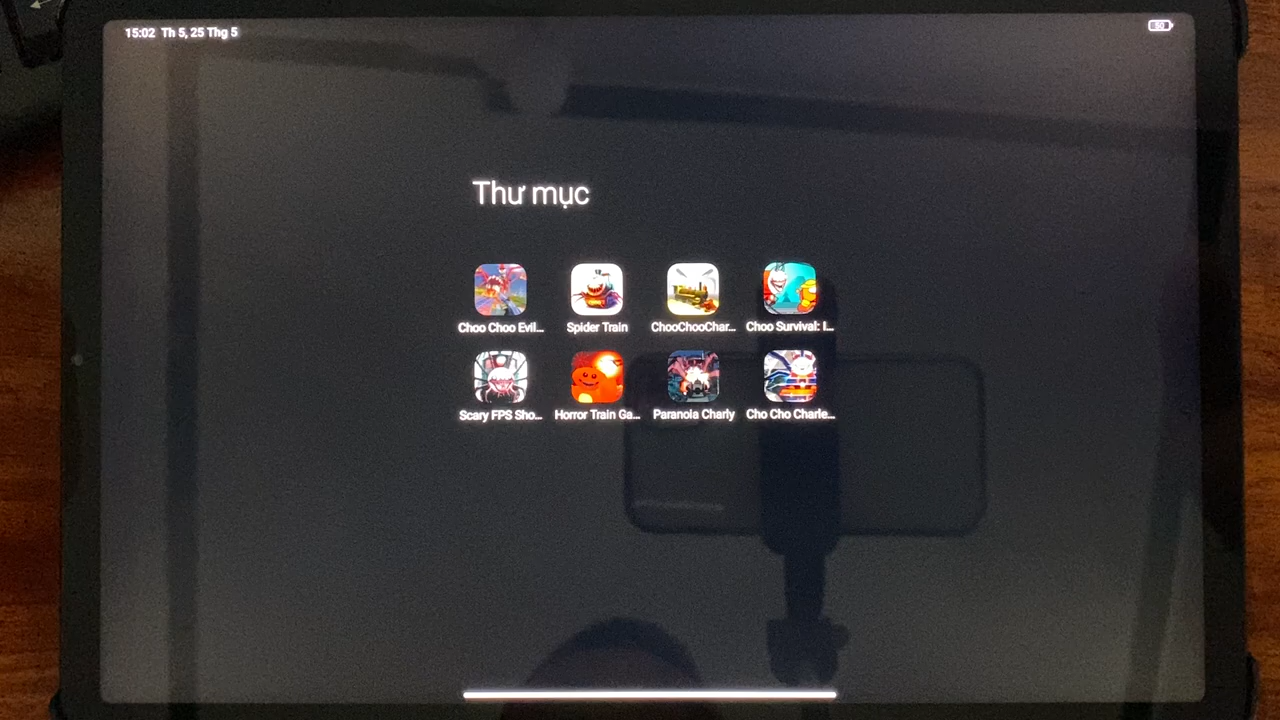 15:02 Th 5, 25 Thg 5
50
Thư mục
Choo Choo Evil...
Spider Train
ChooChooChar...
Choo Survival: I...
Scary FPS Sho...
Horror Train Ga...
Paranoia Charly
Cho Cho Charle...